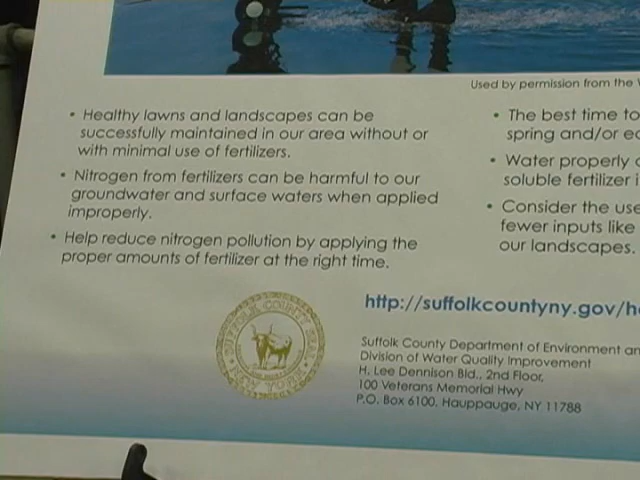 Used by permission from the
• Healthy lawns and landscapes can be
successfully maintained in our area without or
with minimal use of fertilizers.
• Nitrogen from fertilizers can be harmful to our
groundwater and surface waters when applied
improperly.
• Help reduce nitrogen pollution by applying the
proper amounts of fertilizer at the right time.
• The best time to
spring and/or
• Water properly
soluble fertilizer
• Consider the use
fewer inputs like
our landscapes.
SUFFOLK COUNTY SEAL
NEW YORK
http://suffolkcountyny.gov/
Suffolk County Department of Environment
Division of Water Quality Improvement
H. Lee Dennison Bld., 2nd Floor,
100 Veterans Memorial Hwy
P.O. Box 6100, Hauppauge, NY 11788